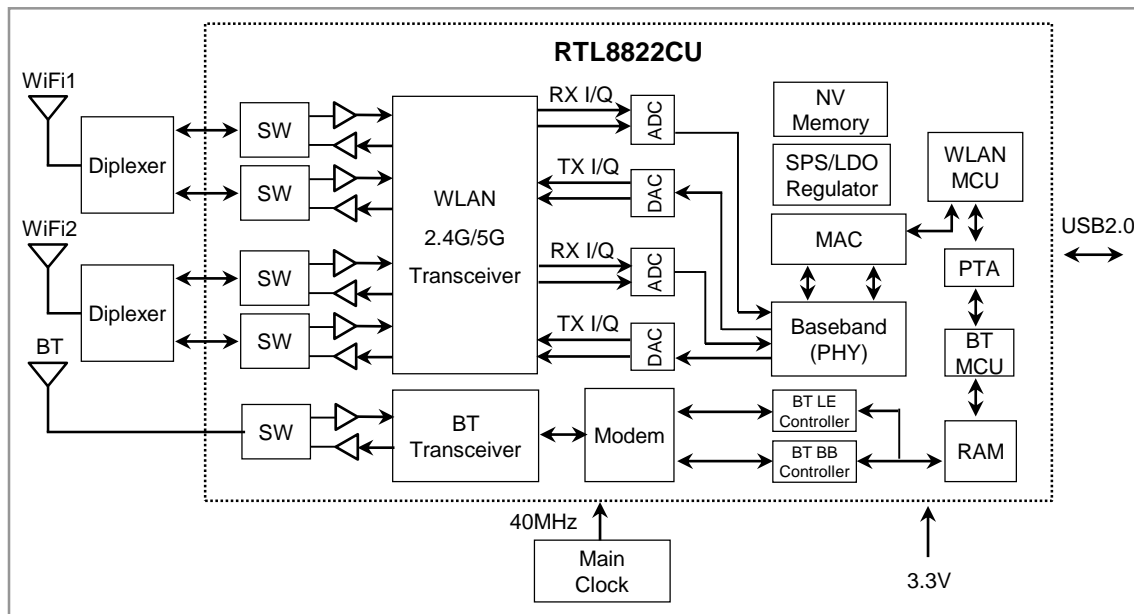 RTL8822CU
WiFi1
Diplexer
SW
SW
WiFi2
Diplexer
SW
SW
BT
SW
WLAN
2.4G/5G
Transceiver
BT
Transceiver
RX I/Q
ADC
TX I/Q
DAC
RX I/Q
ADC
TX I/Q
DAC
Modem
NV
Memory
SPS/LDO
Regulator
MAC
Baseband
(PHY)
BT LE
Controller
BT BB
Controller
WLAN
MCU
PTA
BT
MCU
RAM
USB2.0
40MHz
Main
Clock
3.3V